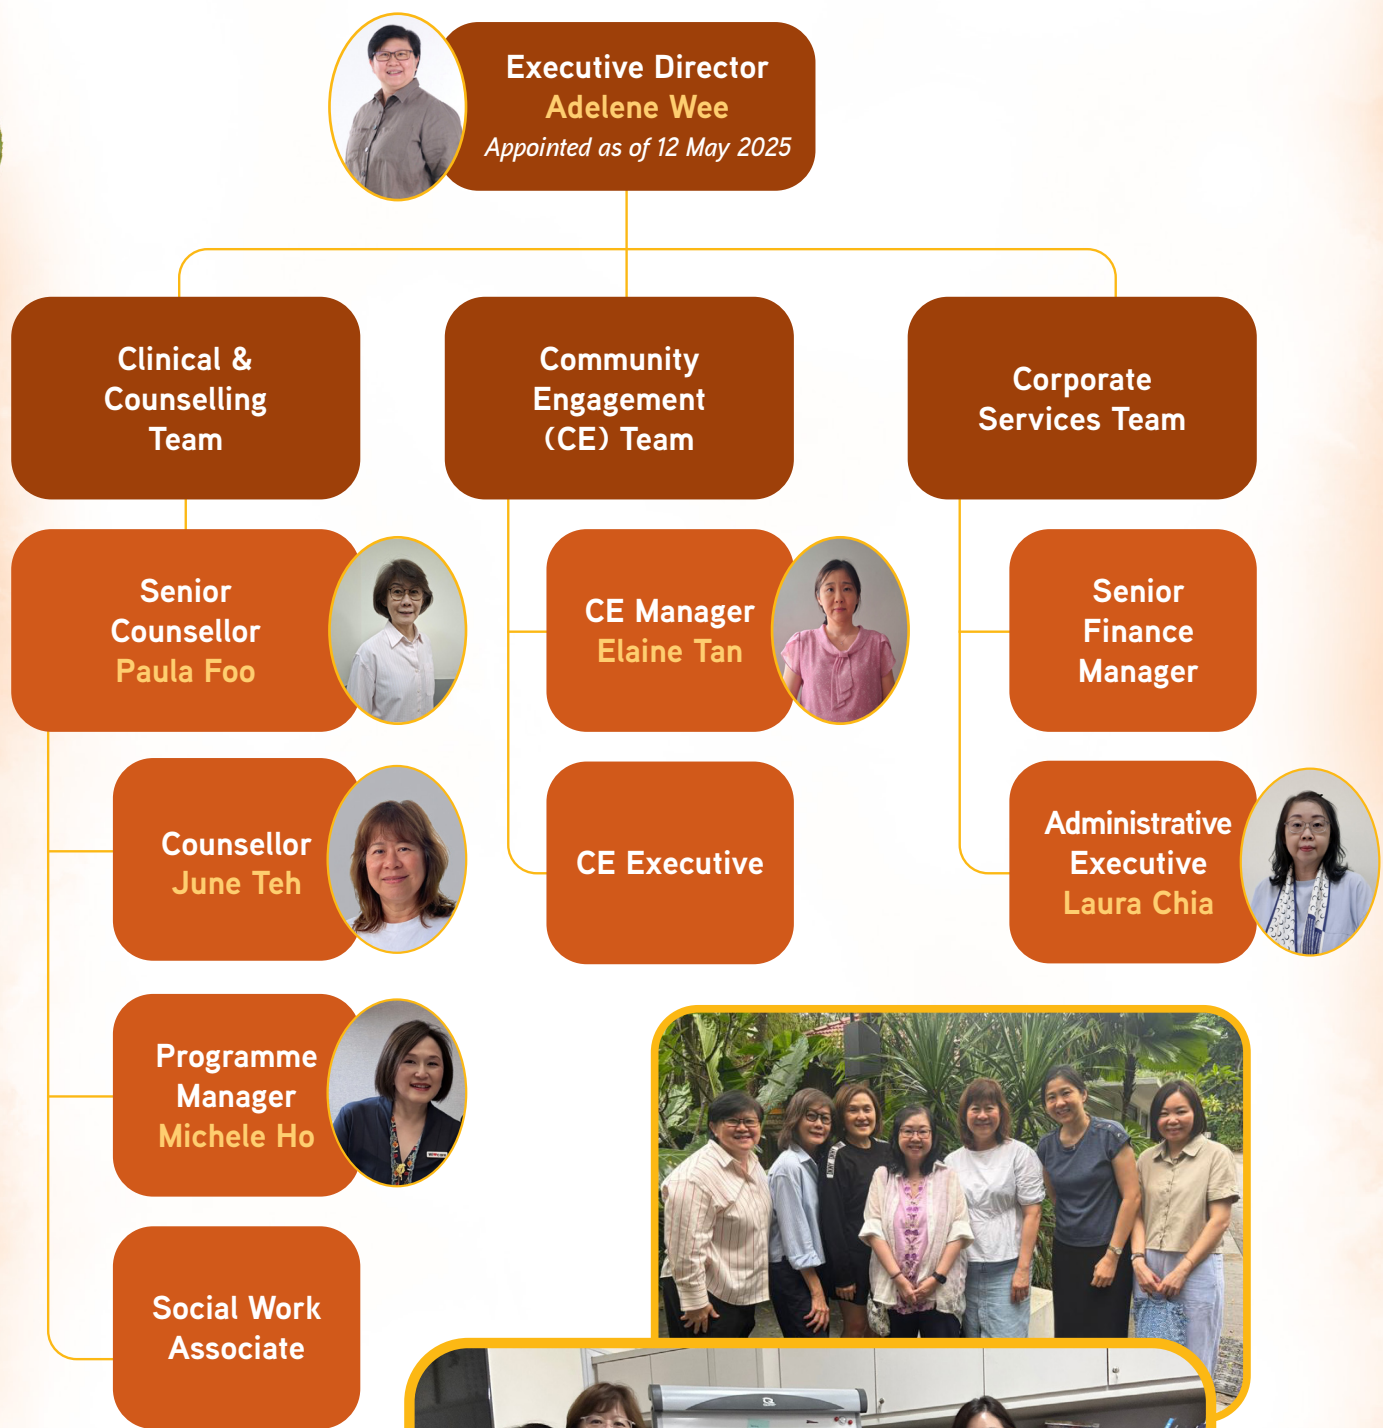 Executive Director
Adelene Wee
Appointed as of 12 May 2025
Clinical &
Counselling
Team
Community
Engagement
(CE) Team
Corporate
Services Team
Senior
Counsellor
Paula Foo
CE Manager
Elaine Tan
Senior
Finance
Manager
Counsellor
June Teh
CE Executive
Administrative
Executive
Laura Chia
Programme
Manager
Michele Ho
Social Work
Associate